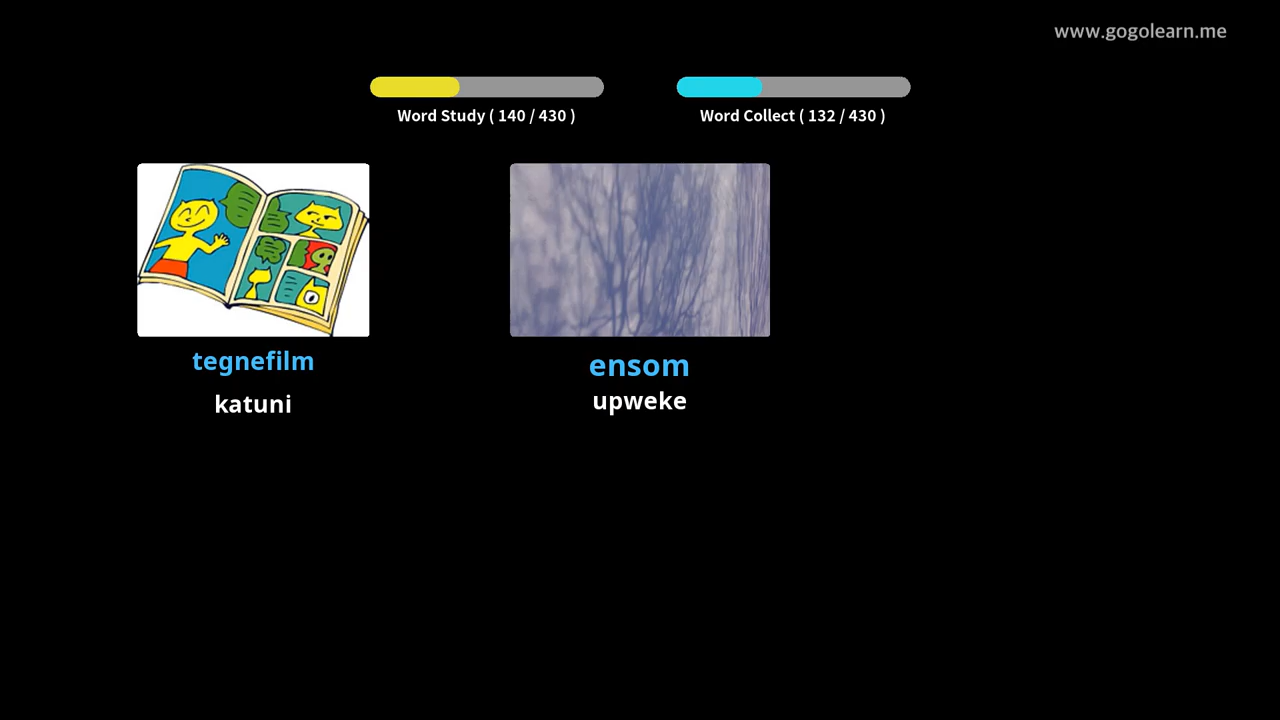 www.gogolearn.me
Word Study ( 140 / 430 )
Word Collect ( 132 / 430 )
tegnefilm
katuni
ensom
upweke